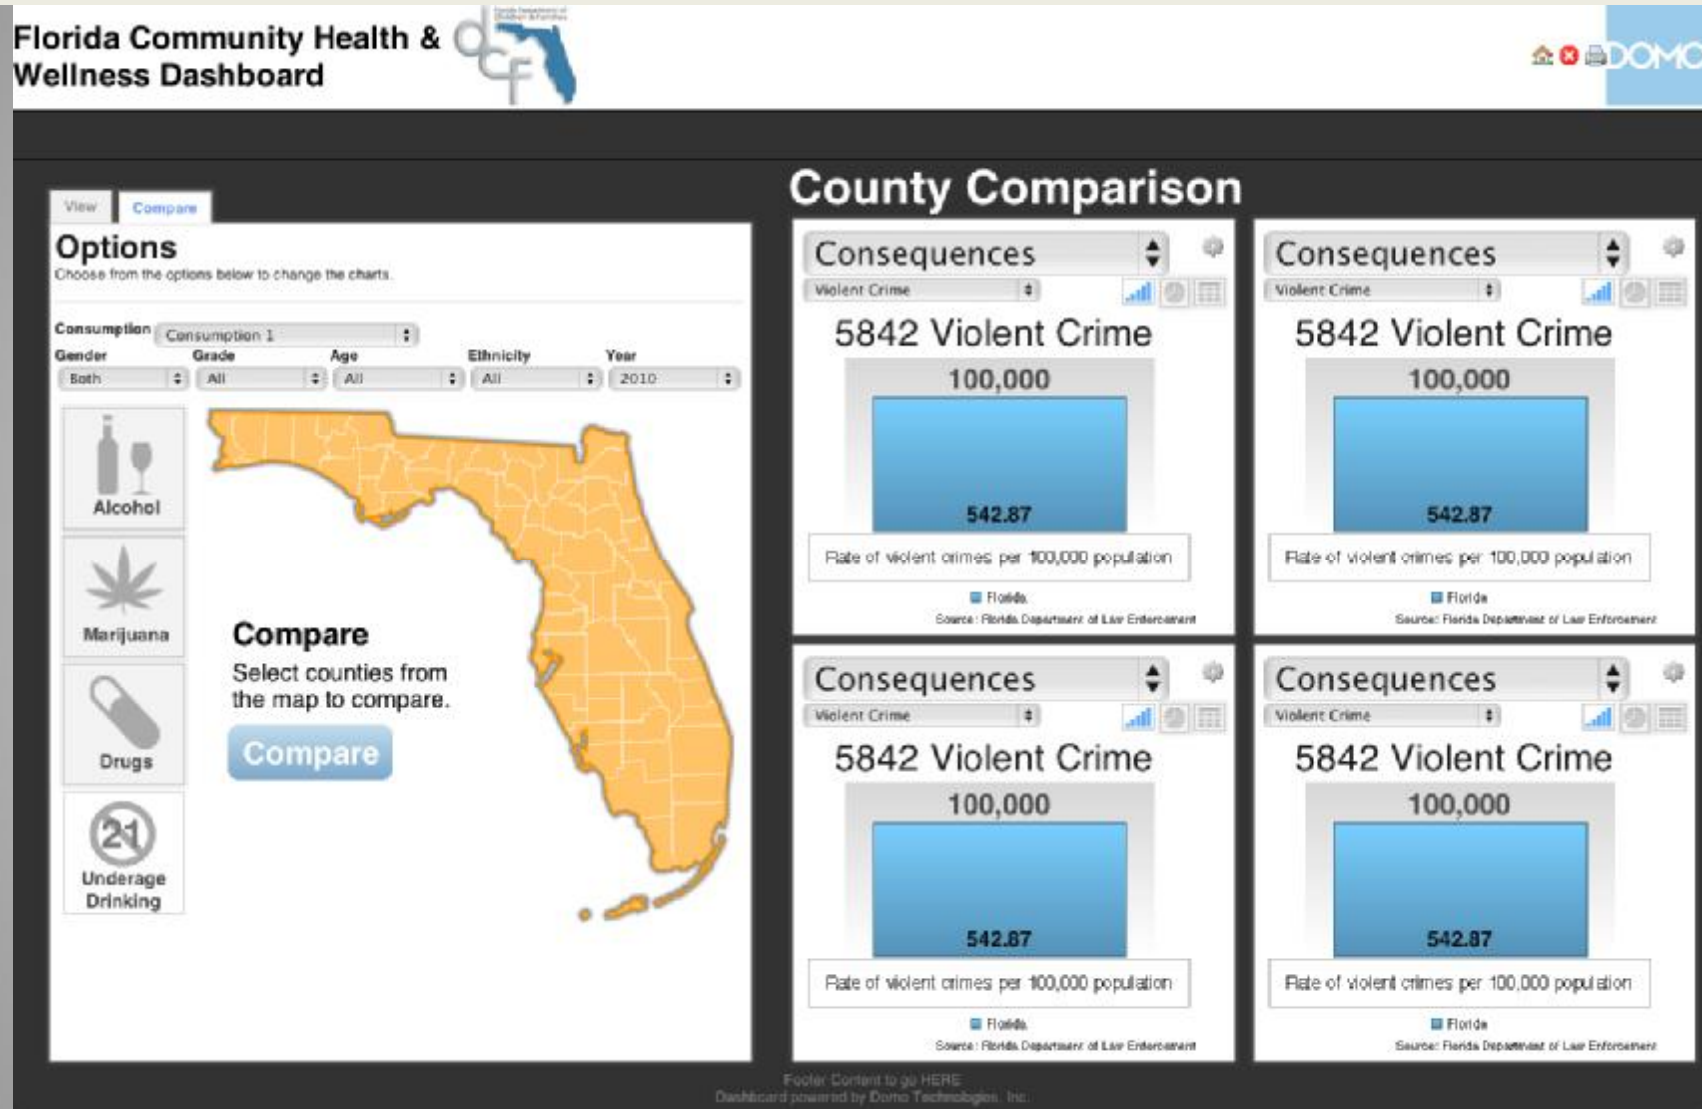 Florida Community Health &
Wellness Dashboard
dcf
Florida Department of
Children & Families
DOMO
View
Compare
Options
Choose from the options below to change the charts.
Consumption
Consumption 1
Gender
Grade
Age
Ethnicity
Year
Both
All
All
All
2010
Alcohol
Marijuana
Drugs
21
Underage
Drinking
Compare
Select counties from
the map to compare.
Compare
County Comparison
Consequences
Violent Crime
5842 Violent Crime
100,000
542.87
Rate of violent crimes per 100,000 population
Florida
Source: Florida Department of Law Enforcement
Consequences
Violent Crime
5842 Violent Crime
100,000
542.87
Rate of violent crimes per 100,000 population
Florida
Source: Florida Department of Law Enforcement
Consequences
Violent Crime
5842 Violent Crime
100,000
542.87
Rate of violent crimes per 100,000 population
Florida
Source: Florida Department of Law Enforcement
Consequences
Violent Crime
5842 Violent Crime
100,000
542.87
Rate of violent crimes per 100,000 population
Florida
Source: Florida Department of Law Enforcement
Footer Content to go HERE
Dashboard powered by Domo Technologies, Inc.